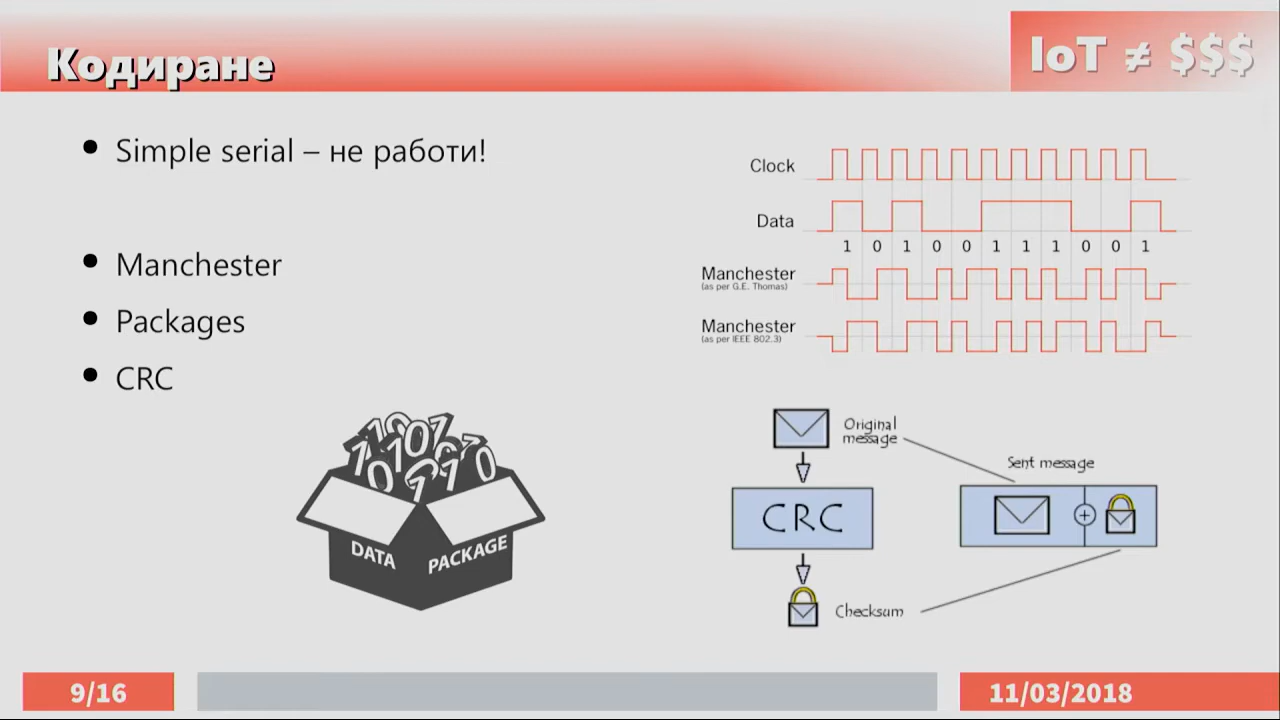 Кодиране
IoT ≠ $$$
Simple serial – не работи!
Manchester
Packages
CRC
Clock
Data
1 0 1 0 0 1 1 1 0 0 1
Manchester
(as per G.E. Thomas)
Manchester
(as per IEEE 802.3)
DATA PACKAGE
Original
message
CRC
Checksum
Sent message
9/16
11/03/2018